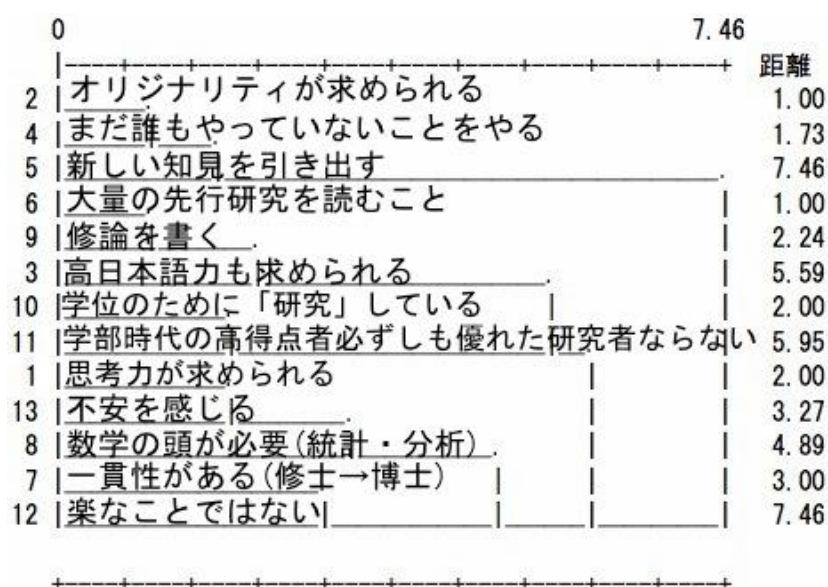 0 7.46
距離
2 オリジナリティが求められる 1.00
4 まだ誰もやっていないことをやる 1.73
5 新しい知見を引き出す 7.46
6 大量の先行研究を読むこと 1.00
9 修論を書く 2.24
3 高日本語力も求められる 5.59
10 学位のために「研究」している 2.00
11 学部時代の高得点者必ずしも優れた研究者ならない 5.95
1 思考力が求められる 2.00
13 不安を感じる 3.27
8 数学の頭が必要(統計・分析) 4.89
7 一貫性がある(修士→博士) 3.00
12 楽なことではない 7.46